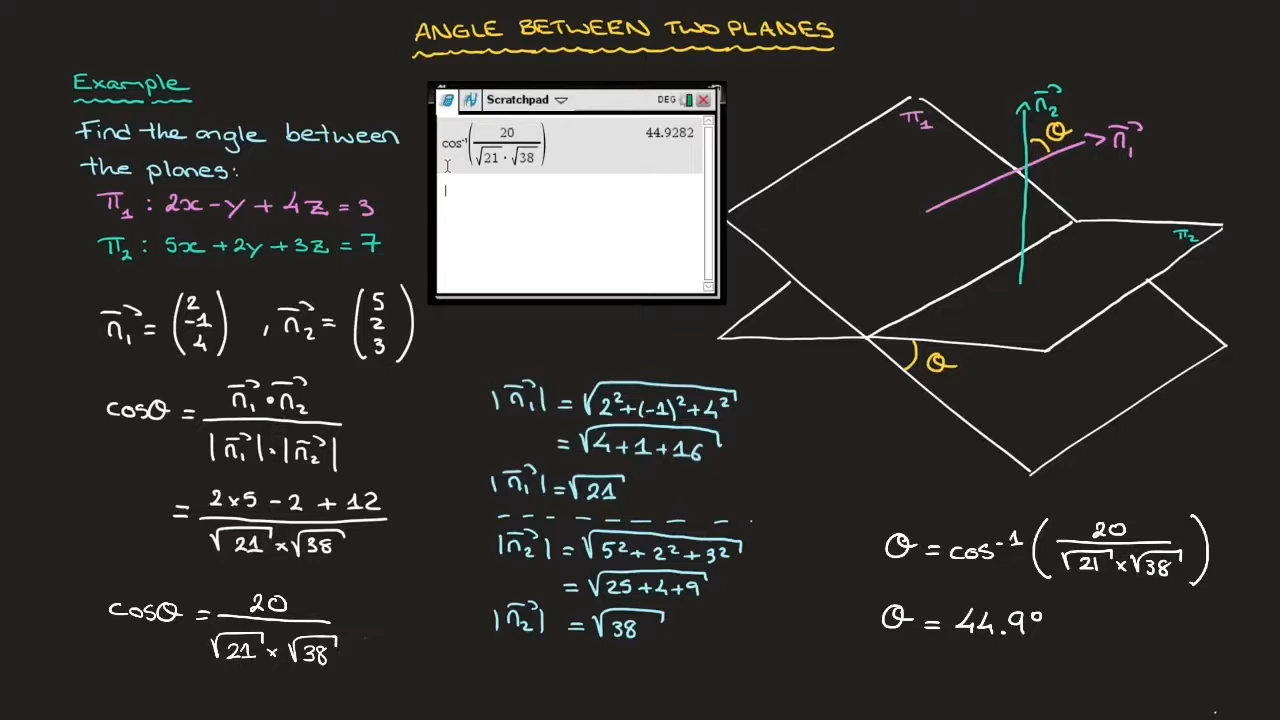 ANGLE BETWEEN TWO PLANES
Example
Find the angle between
the planes:
π₁ : 2x - y + 4z = 3
π₂ : 5x + 2y + 3z = 7
n₁⃗ = (2 -1 4) , n₂⃗ = (5 2 3)
cosθ = n₁⃗ • n₂⃗ / |n₁⃗| · |n₂⃗|
= 2×5 - 2 + 12 / √21 × √38
cosθ = 20 / √21 × √38
Scratchpad DEG
cos⁻¹(20 / √21 · √38) 44.9282
|n₁⃗| = √2² + (-1)² + 4²
= √4 + 1 + 16
|n₁⃗| = √21
|n₂⃗| = √5² + 2² + 3²
= √25 + 4 + 9
|n₂⃗| = √38
π₁
n₂⃗
θ
n₁⃗
π₂
θ
θ = cos⁻¹(20 / √21 × √38)
θ = 44.9°